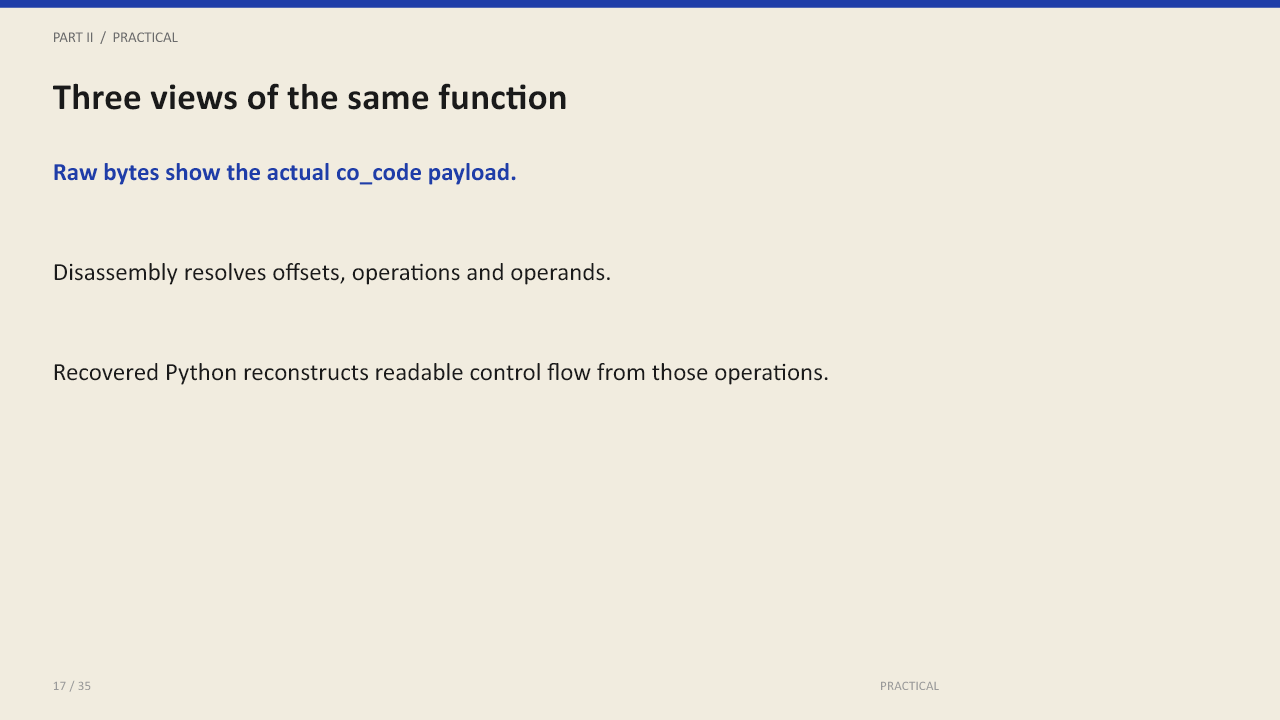 PART II / PRACTICAL
Three views of the same function
Raw bytes show the actual co_code payload.
Disassembly resolves offsets, operations and operands.
Recovered Python reconstructs readable control flow from those operations.
17 / 35
PRACTICAL